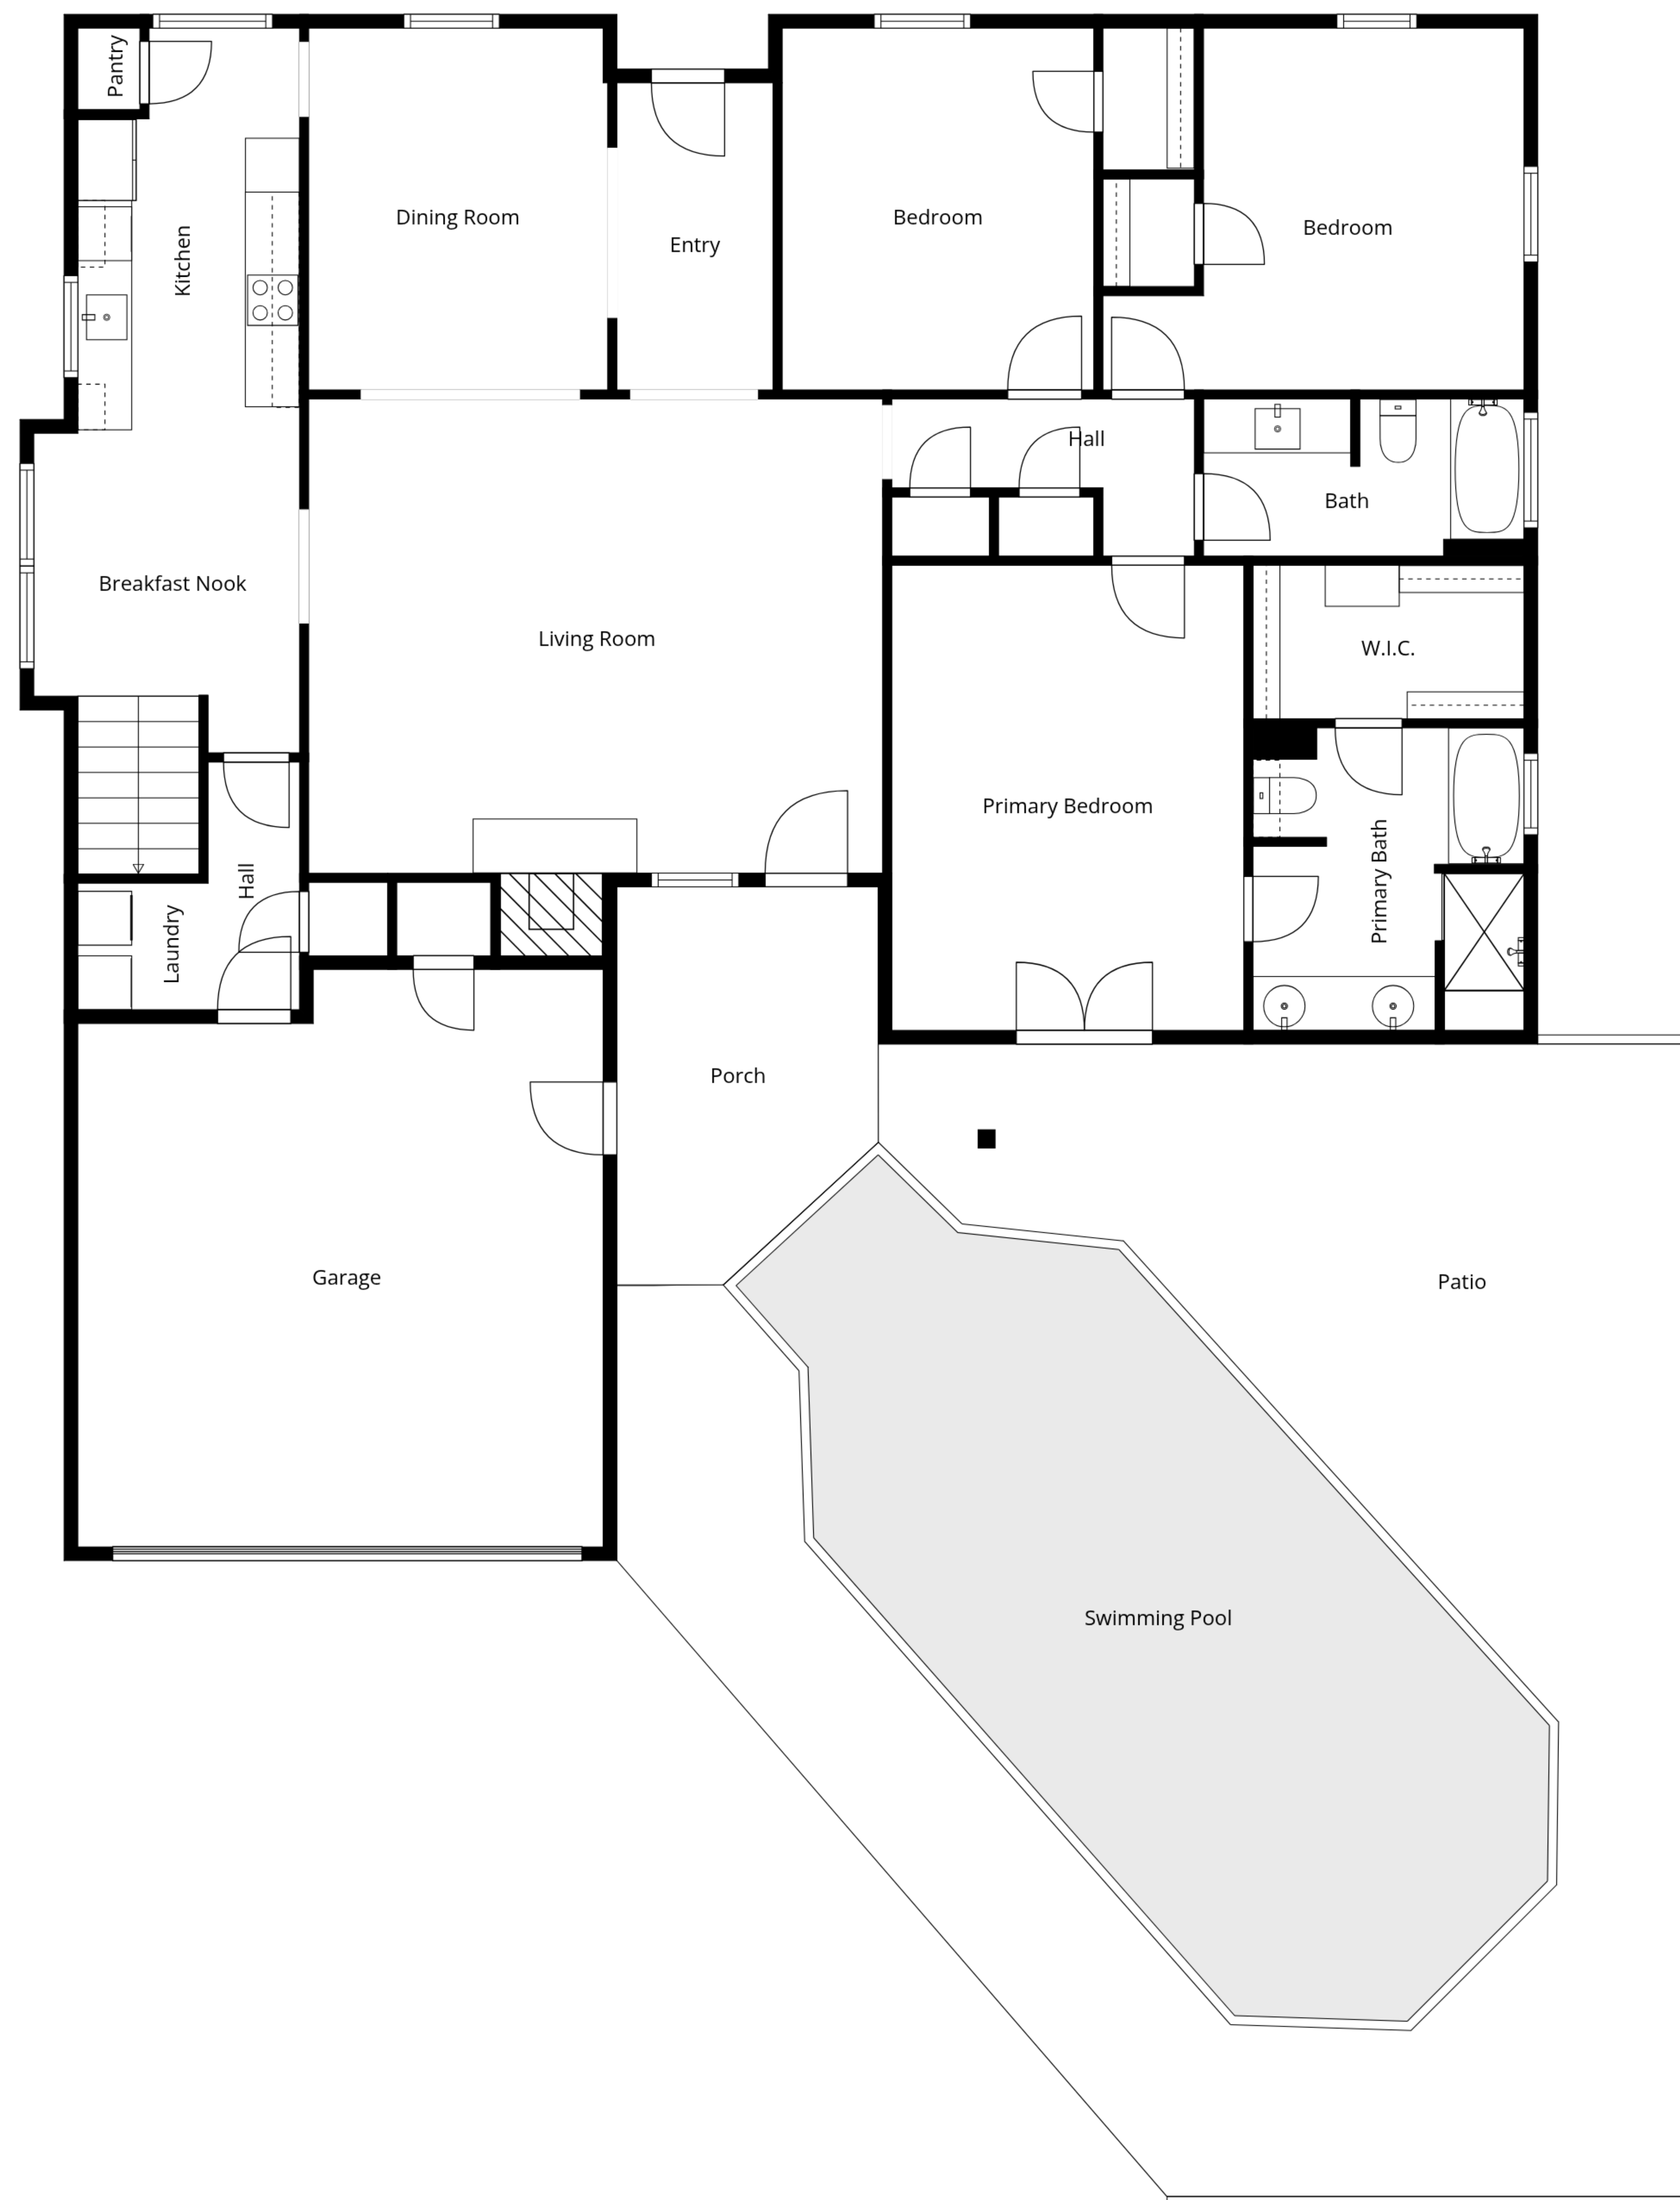 Pantry
Kitchen
Dining Room
Entry
Bedroom
Bedroom
Hall
Bath
Breakfast Nook
Living Room
W.I.C.
Primary Bedroom
Primary Bath
Hall
Laundry
Porch
Garage
Patio
Swimming Pool